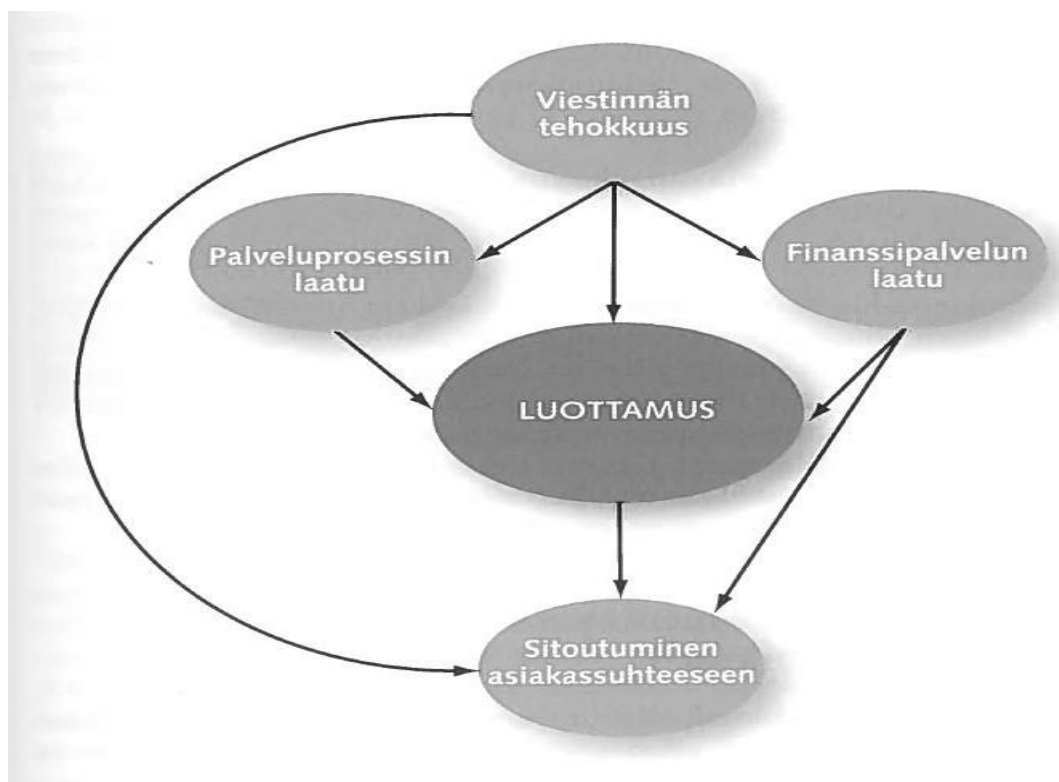 Viestinnän
tehokkuus
Palveluprosessin
laatu
Finanssipalvelun
laatu
LUOTTAMUS
Sitoutuminen
asiakassuhteeseen